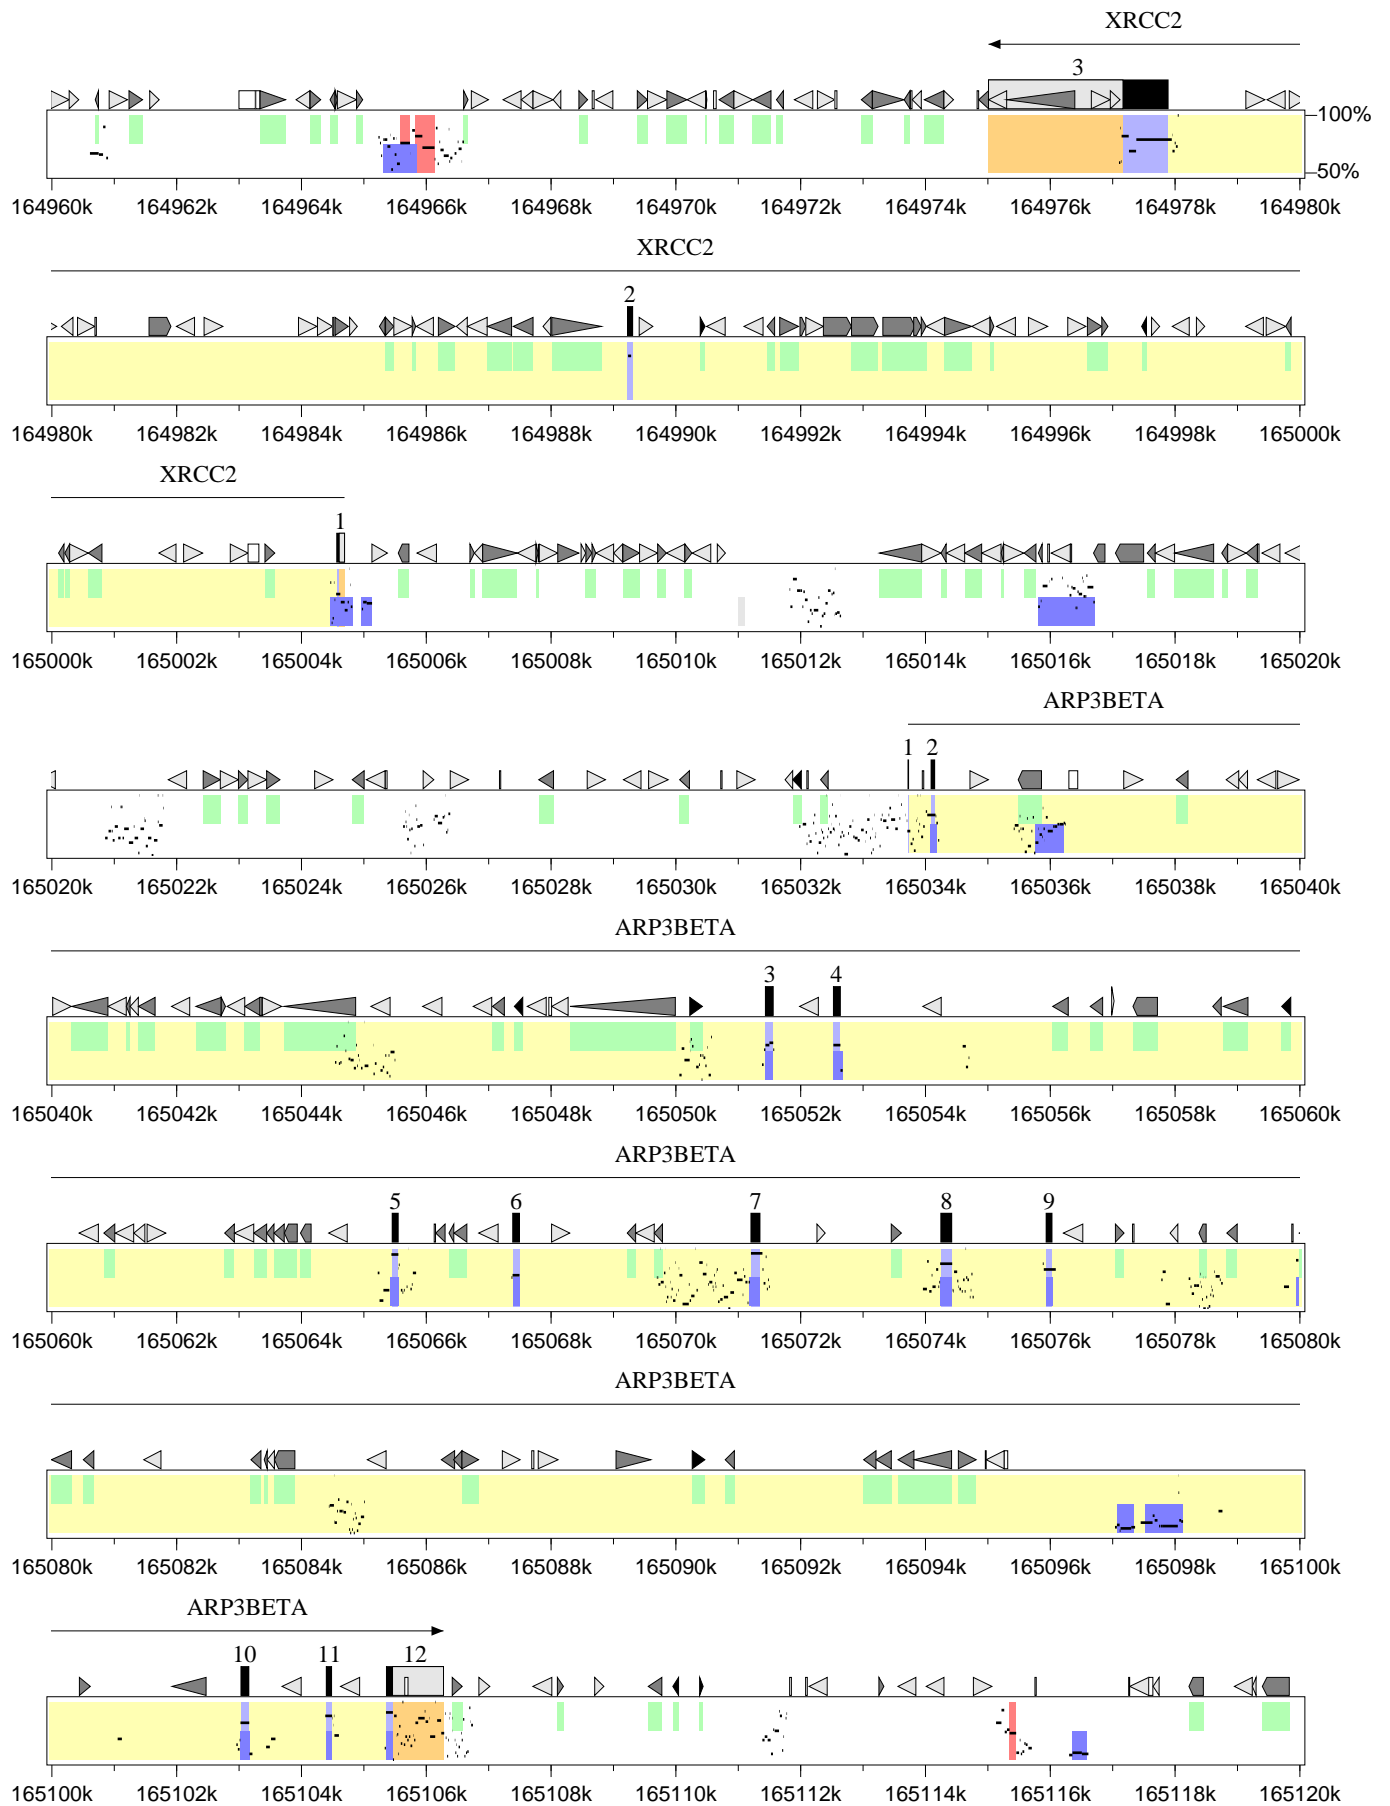 XRCC2
3
100%
50%
164960k 164962k 164964k 164966k 164968k 164970k 164972k 164974k 164976k 164978k 164980k
XRCC2
2
164980k 164982k 164984k 164986k 164988k 164990k 164992k 164994k 164996k 164998k 165000k
XRCC2
1
165000k 165002k 165004k 165006k 165008k 165010k 165012k 165014k 165016k 165018k 165020k
ARP3BETA
1 2
165020k 165022k 165024k 165026k 165028k 165030k 165032k 165034k 165036k 165038k 165040k
ARP3BETA
3 4
165040k 165042k 165044k 165046k 165048k 165050k 165052k 165054k 165056k 165058k 165060k
ARP3BETA
5 6 7 8 9
165060k 165062k 165064k 165066k 165068k 165070k 165072k 165074k 165076k 165078k 165080k
ARP3BETA
165080k 165082k 165084k 165086k 165088k 165090k 165092k 165094k 165096k 165098k 165100k
ARP3BETA
10 11 12
165100k 165102k 165104k 165106k 165108k 165110k 165112k 165114k 165116k 165118k 165120k